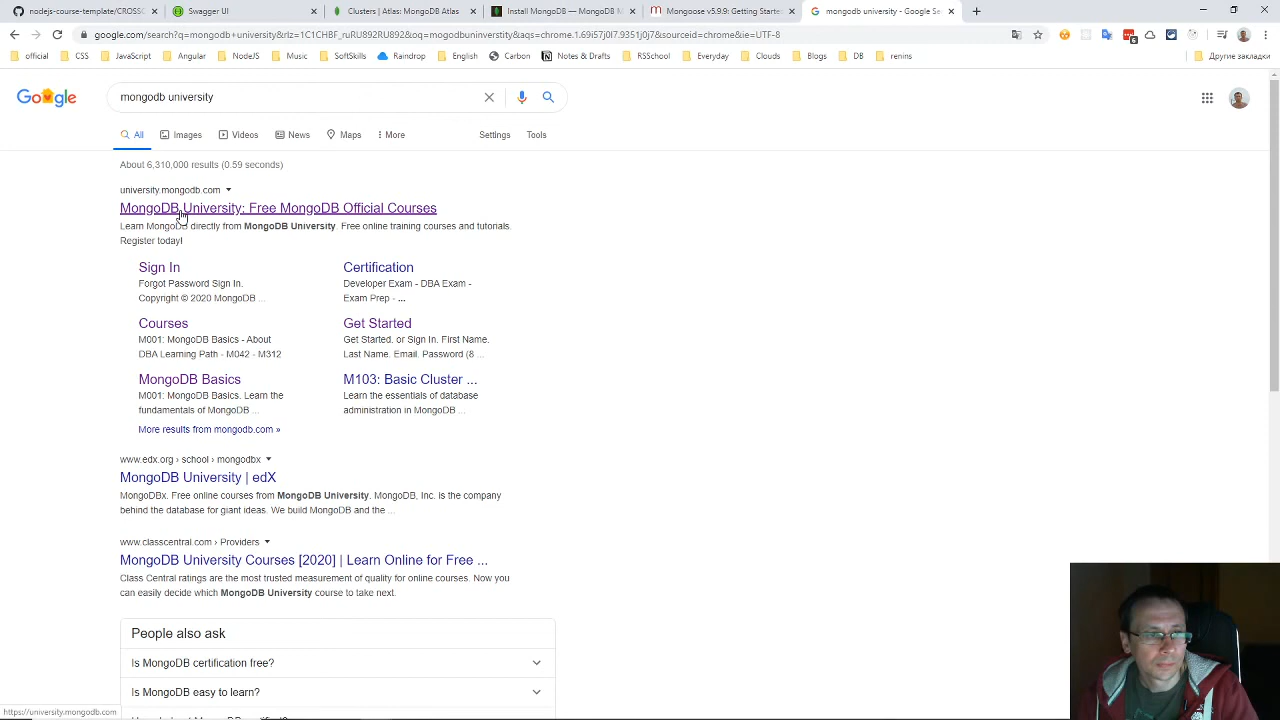 nodejs-course-template/CROSSC
Swagger UI
Clusters | Atlas: MongoDB Atlas
Install MongoDB — MongoDB M
Mongoose v5.9.9: Getting Started
mongodb university - Google Se
google.com/search?q=mongodb+university&rlz=1C1CHBF_ruRU892RU892&oq=mogodbuninverstity&aqs=chrome.1.69i57j0l7.9351j0j7&sourceid=chrome&ie=UTF-8
official
CSS
JavaScript
Angular
NodeJS
Music
SoftSkills
Raindrop
English
Carbon
Notes & Drafts
RSSchool
Everyday
Clouds
Blogs
DB
renins
Другие закладки
Google
mongodb university
All
Images
Videos
News
Maps
More
Settings
Tools
About 6,310,000 results (0.59 seconds)
university.mongodb.com
MongoDB University: Free MongoDB Official Courses
Learn MongoDB directly from MongoDB University. Free online training courses and tutorials.
Register today!
Sign In
Forgot Password Sign In.
Copyright © 2020 MongoDB ...
Certification
Developer Exam - DBA Exam -
Exam Prep - ...
Courses
M001: MongoDB Basics - About
DBA Learning Path - M042 - M312
Get Started
Get Started. or Sign In. First Name.
Last Name. Email. Password (8 ...
MongoDB Basics
M001: MongoDB Basics. Learn the
fundamentals of MongoDB ...
M103: Basic Cluster ...
Learn the essentials of database
administration in MongoDB ...
More results from mongodb.com »
www.edx.org › school › mongodbx
MongoDB University | edX
MongoDBx. Free online courses from MongoDB University. MongoDB, Inc. is the company
behind the database for giant ideas. We build MongoDB and the ...
www.classcentral.com › Providers
MongoDB University Courses [2020] | Learn Online for Free ...
Class Central ratings are the most trusted measurement of quality for online courses. Now you
can easily decide which MongoDB University course to take next.
People also ask
Is MongoDB certification free?
Is MongoDB easy to learn?
https://university.mongodb.com